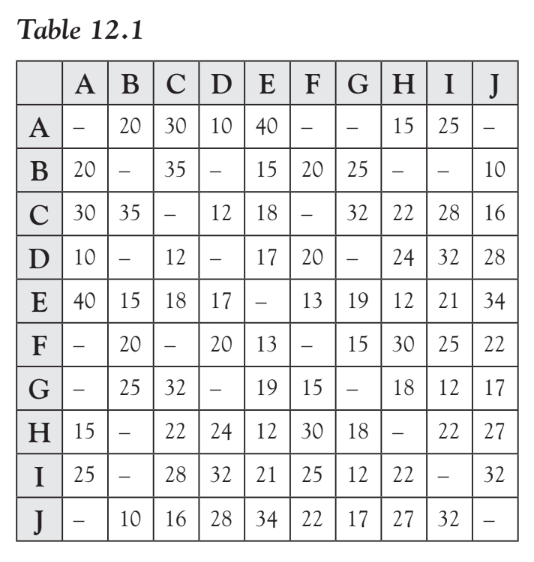 Table 12.1
A B C D E F G H I J
A – 20 30 10 40 – – 15 25 –
B 20 – 35 – 15 20 25 – – 10
C 30 35 – 12 18 – 32 22 28 16
D 10 – 12 – 17 20 – 24 32 28
E 40 15 18 17 – 13 19 12 21 34
F – 20 – 20 13 – 15 30 25 22
G – 25 32 – 19 15 – 18 12 17
H 15 – 22 24 12 30 18 – 22 27
I 25 – 28 32 21 25 12 22 – 32
J – 10 16 28 34 22 17 27 32 –